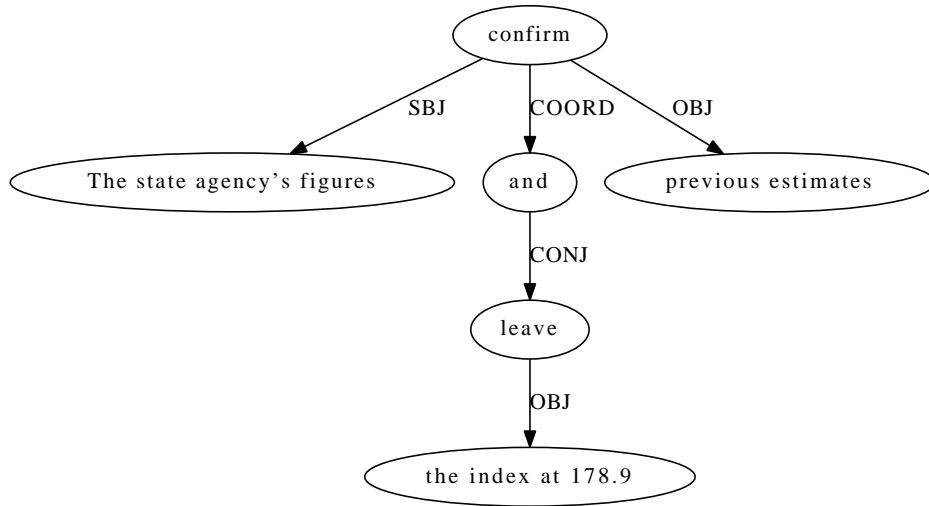 confirm
SBJ
COORD
OBJ
The state agency's figures
and
previous estimates
CONJ
leave
OBJ
the index at 178.9